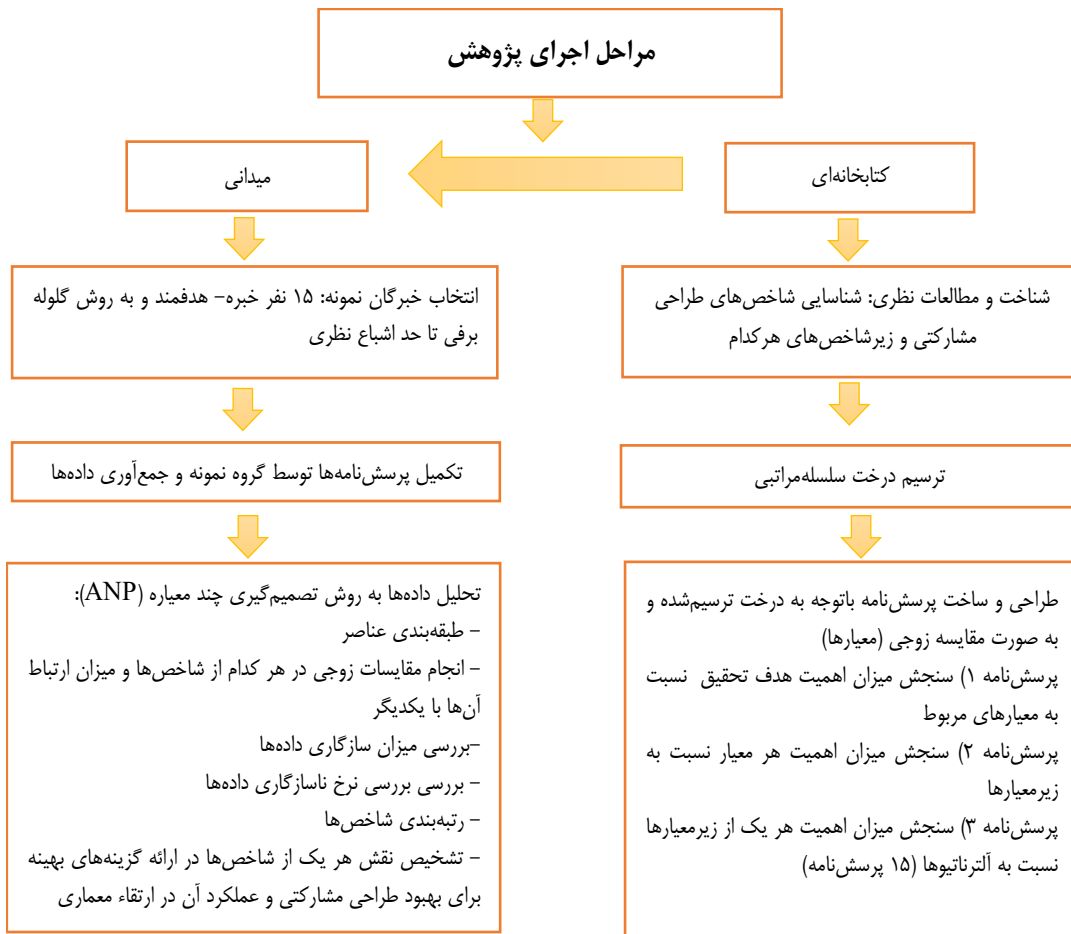 مراحل اجرای پژوهش
کتابخانه‌ای
میدانی
شناخت و مطالعات نظری: شناسایی شاخص‌های طراحی
مشارکتی و زیرشاخص‌های هرکدام
ترسیم درخت سلسله‌مراتبی
طراحی و ساخت پرسش‌نامه باتوجه به درخت ترسیم‌شده و
به صورت مقایسه زوجی (معیارها)
پرسش‌نامه ۱) سنجش میزان اهمیت هدف تحقیق نسبت
به معیارهای مربوط
پرسش‌نامه ۲) سنجش میزان اهمیت هر معیار نسبت به
زیرمعیارها
پرسش‌نامه ۳) سنجش میزان اهمیت هر یک از زیرمعیارها
نسبت به آلترناتیوها (۱۵ پرسش‌نامه)
انتخاب خبرگان نمونه: ۱۵ نفر خبره- هدفمند و به روش گلوله
برفی تا حد اشباع نظری
تکمیل پرسش‌نامه‌ها توسط گروه نمونه و جمع‌آوری داده‌ها
تحلیل داده‌ها به روش تصمیم‌گیری چند معیاره (ANP):
- طبقه‌بندی عناصر
- انجام مقایسات زوجی در هر کدام از شاخص‌ها و میزان ارتباط
آن‌ها با یکدیگر
-بررسی میزان سازگاری داده‌ها
- بررسی بررسی نرخ ناسازگاری داده‌ها
- رتبه‌بندی شاخص‌ها
- تشخیص نقش هر یک از شاخص‌ها در ارائه گزینه‌های بهینه
برای بهبود طراحی مشارکتی و عملکرد آن در ارتقاء معماری